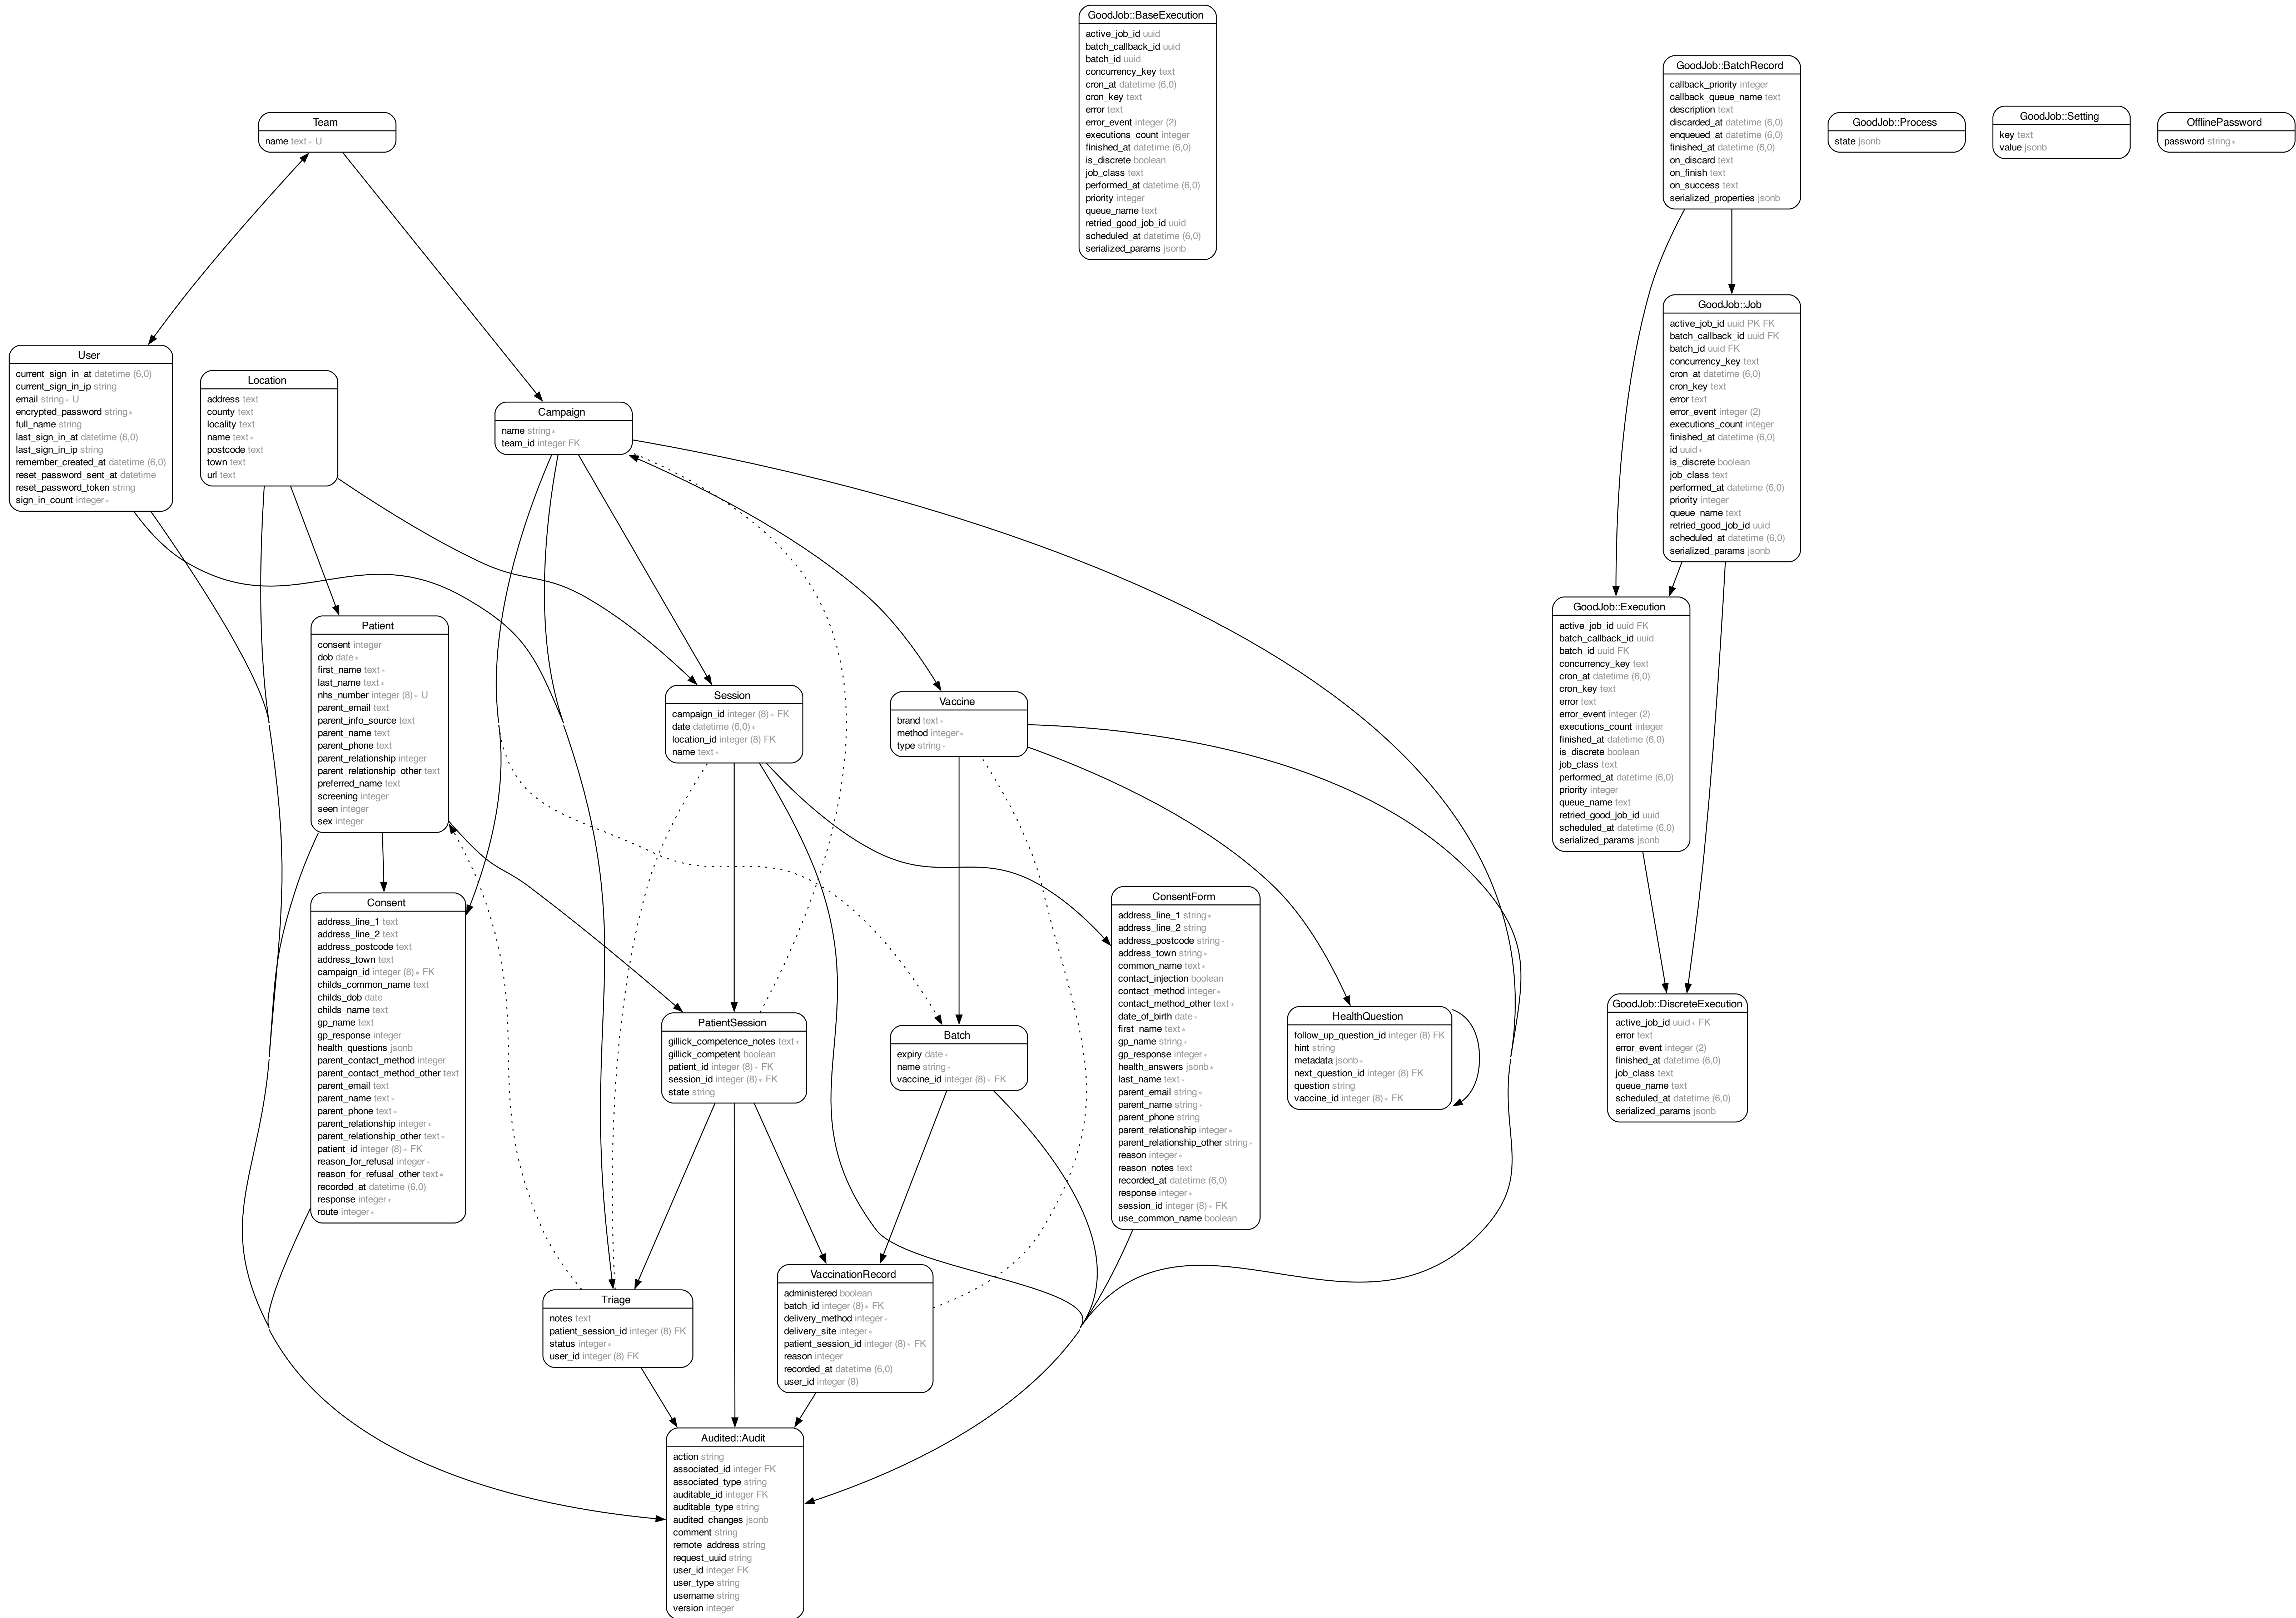 GoodJob::BaseExecution
active_job_id uuid
batch_callback_id uuid
batch_id uuid
concurrency_key text
cron_at datetime (6,0)
cron_key text
error text
error_event integer (2)
executions_count integer
finished_at datetime (6,0)
is_discrete boolean
job_class text
performed_at datetime (6,0)
priority integer
queue_name text
retried_good_job_id uuid
scheduled_at datetime (6,0)
serialized_params jsonb
GoodJob::BatchRecord
callback_priority integer
callback_queue_name text
description text
discarded_at datetime (6,0)
enqueued_at datetime (6,0)
finished_at datetime (6,0)
on_discard text
on_finish text
on_success text
serialized_properties jsonb
GoodJob::Process
state jsonb
GoodJob::Setting
key text
value jsonb
OfflinePassword
password string∗
Team
name text∗ U
User
current_sign_in_at datetime (6,0)
current_sign_in_ip string
email string∗ U
encrypted_password string∗
full_name string
last_sign_in_at datetime (6,0)
last_sign_in_ip string
remember_created_at datetime (6,0)
reset_password_sent_at datetime
reset_password_token string
sign_in_count integer∗
Location
address text
county text
locality text
name text∗
postcode text
town text
url text
Campaign
name string∗
team_id integer FK
GoodJob::Job
active_job_id uuid PK FK
batch_callback_id uuid FK
batch_id uuid FK
concurrency_key text
cron_at datetime (6,0)
cron_key text
error text
error_event integer (2)
executions_count integer
finished_at datetime (6,0)
id uuid∗
is_discrete boolean
job_class text
performed_at datetime (6,0)
priority integer
queue_name text
retried_good_job_id uuid
scheduled_at datetime (6,0)
serialized_params jsonb
Patient
consent integer
dob date∗
first_name text∗
last_name text∗
nhs_number integer (8)∗ U
parent_email text
parent_info_source text
parent_name text
parent_phone text
parent_relationship integer
parent_relationship_other text
preferred_name text
screening integer
seen integer
sex integer
Session
campaign_id integer (8)∗ FK
date datetime (6,0)∗
location_id integer (8) FK
name text∗
Vaccine
brand text∗
method integer∗
type string∗
GoodJob::Execution
active_job_id uuid FK
batch_callback_id uuid
batch_id uuid FK
concurrency_key text
cron_at datetime (6,0)
cron_key text
error text
error_event integer (2)
executions_count integer
finished_at datetime (6,0)
is_discrete boolean
job_class text
performed_at datetime (6,0)
priority integer
queue_name text
retried_good_job_id uuid
scheduled_at datetime (6,0)
serialized_params jsonb
Consent
address_line_1 text
address_line_2 text
address_postcode text
address_town text
campaign_id integer (8)∗ FK
childs_common_name text
childs_dob date
childs_name text
gp_name text
gp_response integer
health_questions jsonb
parent_contact_method integer
parent_contact_method_other text
parent_email text
parent_name text∗
parent_phone text∗
parent_relationship integer∗
parent_relationship_other text∗
patient_id integer (8)∗ FK
reason_for_refusal integer∗
reason_for_refusal_other text∗
recorded_at datetime (6,0)
response integer∗
route integer∗
PatientSession
gillick_competence_notes text∗
gillick_competent boolean
patient_id integer (8)∗ FK
session_id integer (8)∗ FK
state string
Batch
expiry date∗
name string∗
vaccine_id integer (8)∗ FK
ConsentForm
address_line_1 string∗
address_line_2 string
address_postcode string∗
address_town string∗
common_name text∗
contact_injection boolean
contact_method integer∗
contact_method_other text∗
date_of_birth date∗
first_name text∗
gp_name string∗
gp_response integer∗
health_answers jsonb∗
last_name text∗
parent_email string∗
parent_name string∗
parent_phone string
parent_relationship integer∗
parent_relationship_other string∗
reason integer∗
reason_notes text
recorded_at datetime (6,0)
response integer∗
session_id integer (8)∗ FK
use_common_name boolean
HealthQuestion
follow_up_question_id integer (8) FK
hint string
metadata jsonb∗
next_question_id integer (8) FK
question string
vaccine_id integer (8)∗ FK
GoodJob::DiscreteExecution
active_job_id uuid∗ FK
error text
error_event integer (2)
finished_at datetime (6,0)
job_class text
queue_name text
scheduled_at datetime (6,0)
serialized_params jsonb
Triage
notes text
patient_session_id integer (8) FK
status integer∗
user_id integer (8) FK
VaccinationRecord
administered boolean
batch_id integer (8)∗ FK
delivery_method integer∗
delivery_site integer∗
patient_session_id integer (8)∗ FK
reason integer
recorded_at datetime (6,0)
user_id integer (8)
Audited::Audit
action string
associated_id integer FK
associated_type string
auditable_id integer FK
auditable_type string
audited_changes jsonb
comment string
remote_address string
request_uuid string
user_id integer FK
user_type string
username string
version integer